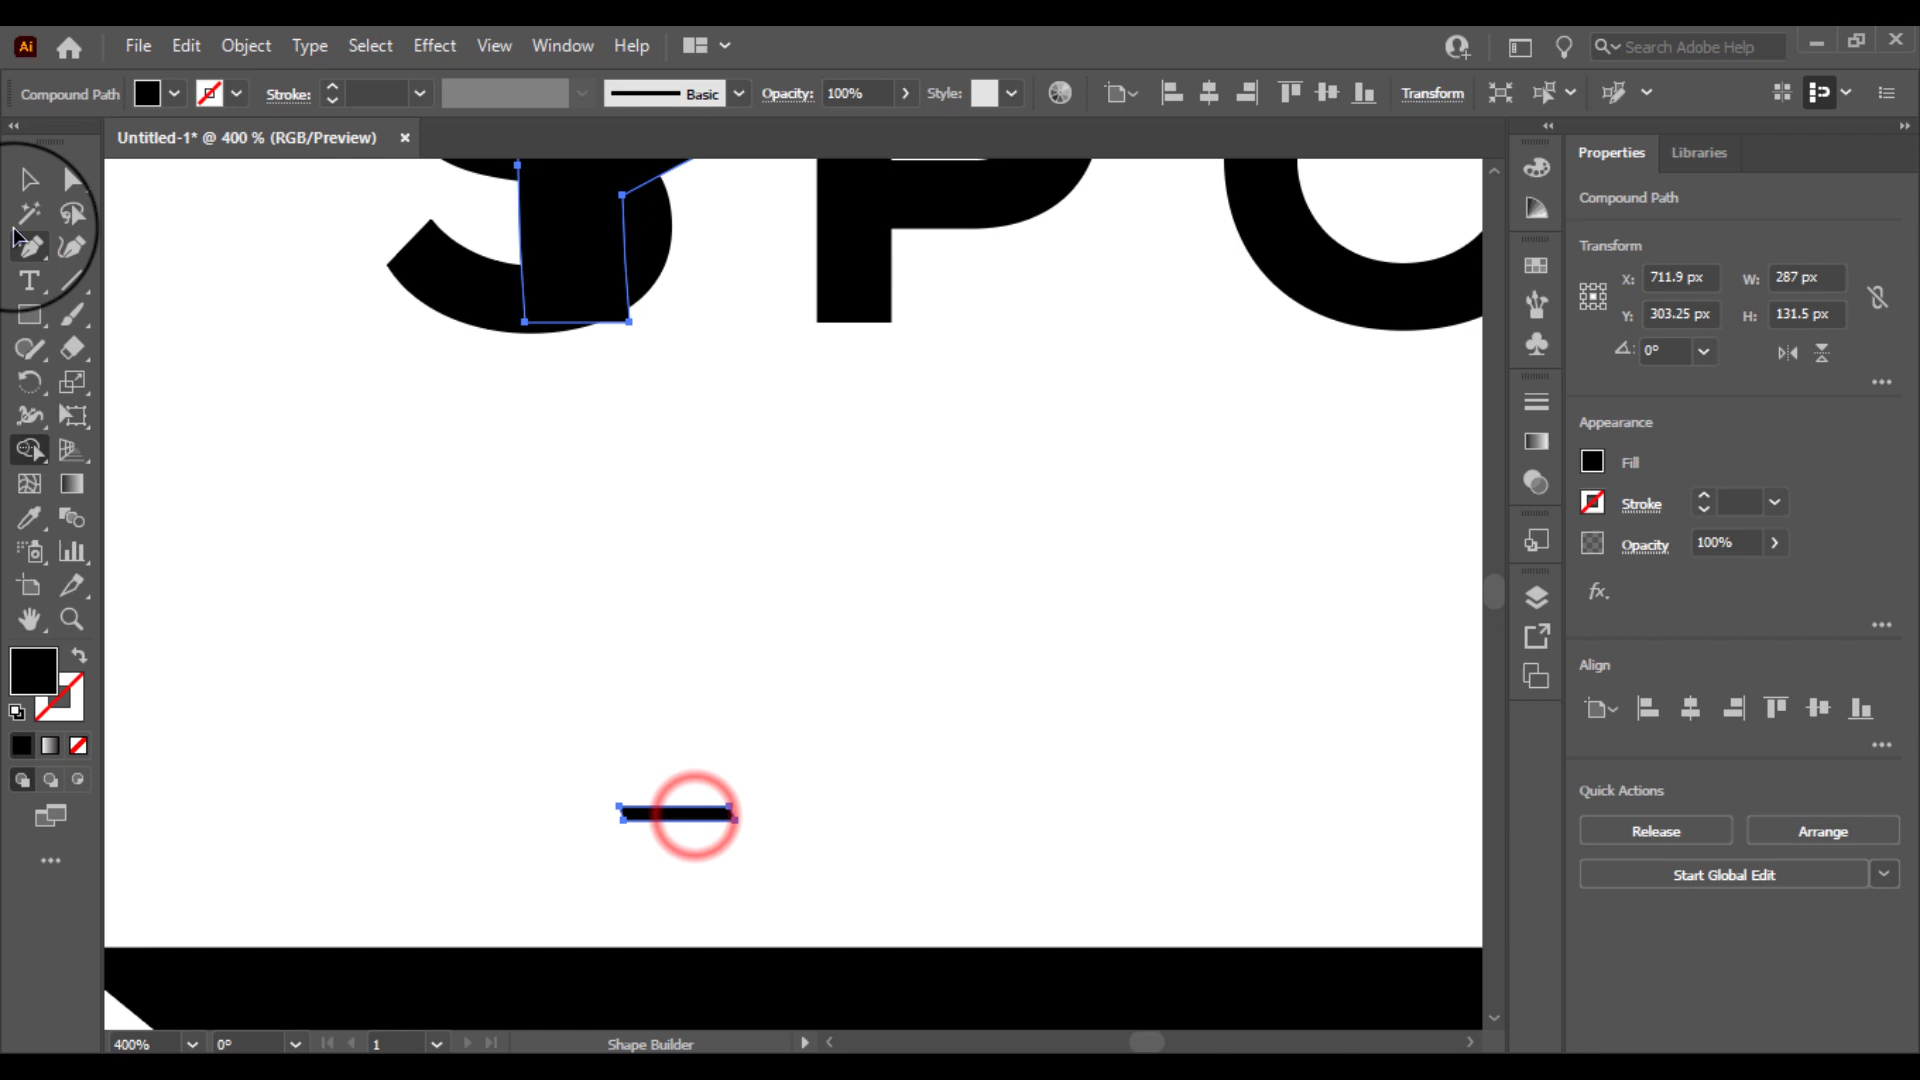 Ai File Edit Object Type Select Effect View Window Help Search Adobe Help
Compound Path Stroke: Basic Opacity: 100% Style: Transform
Untitled-1* @ 400 % (RGB/Preview) ×
SPO
T
400% 0° 1 Shape Builder
Properties Libraries
Compound Path
Transform
X: 711.9 px W: 287 px
Y: 303.25 px H: 131.5 px
0°
Appearance
Fill
Stroke
Opacity 100%
fx.
Align
Quick Actions
Release Arrange
Start Global Edit